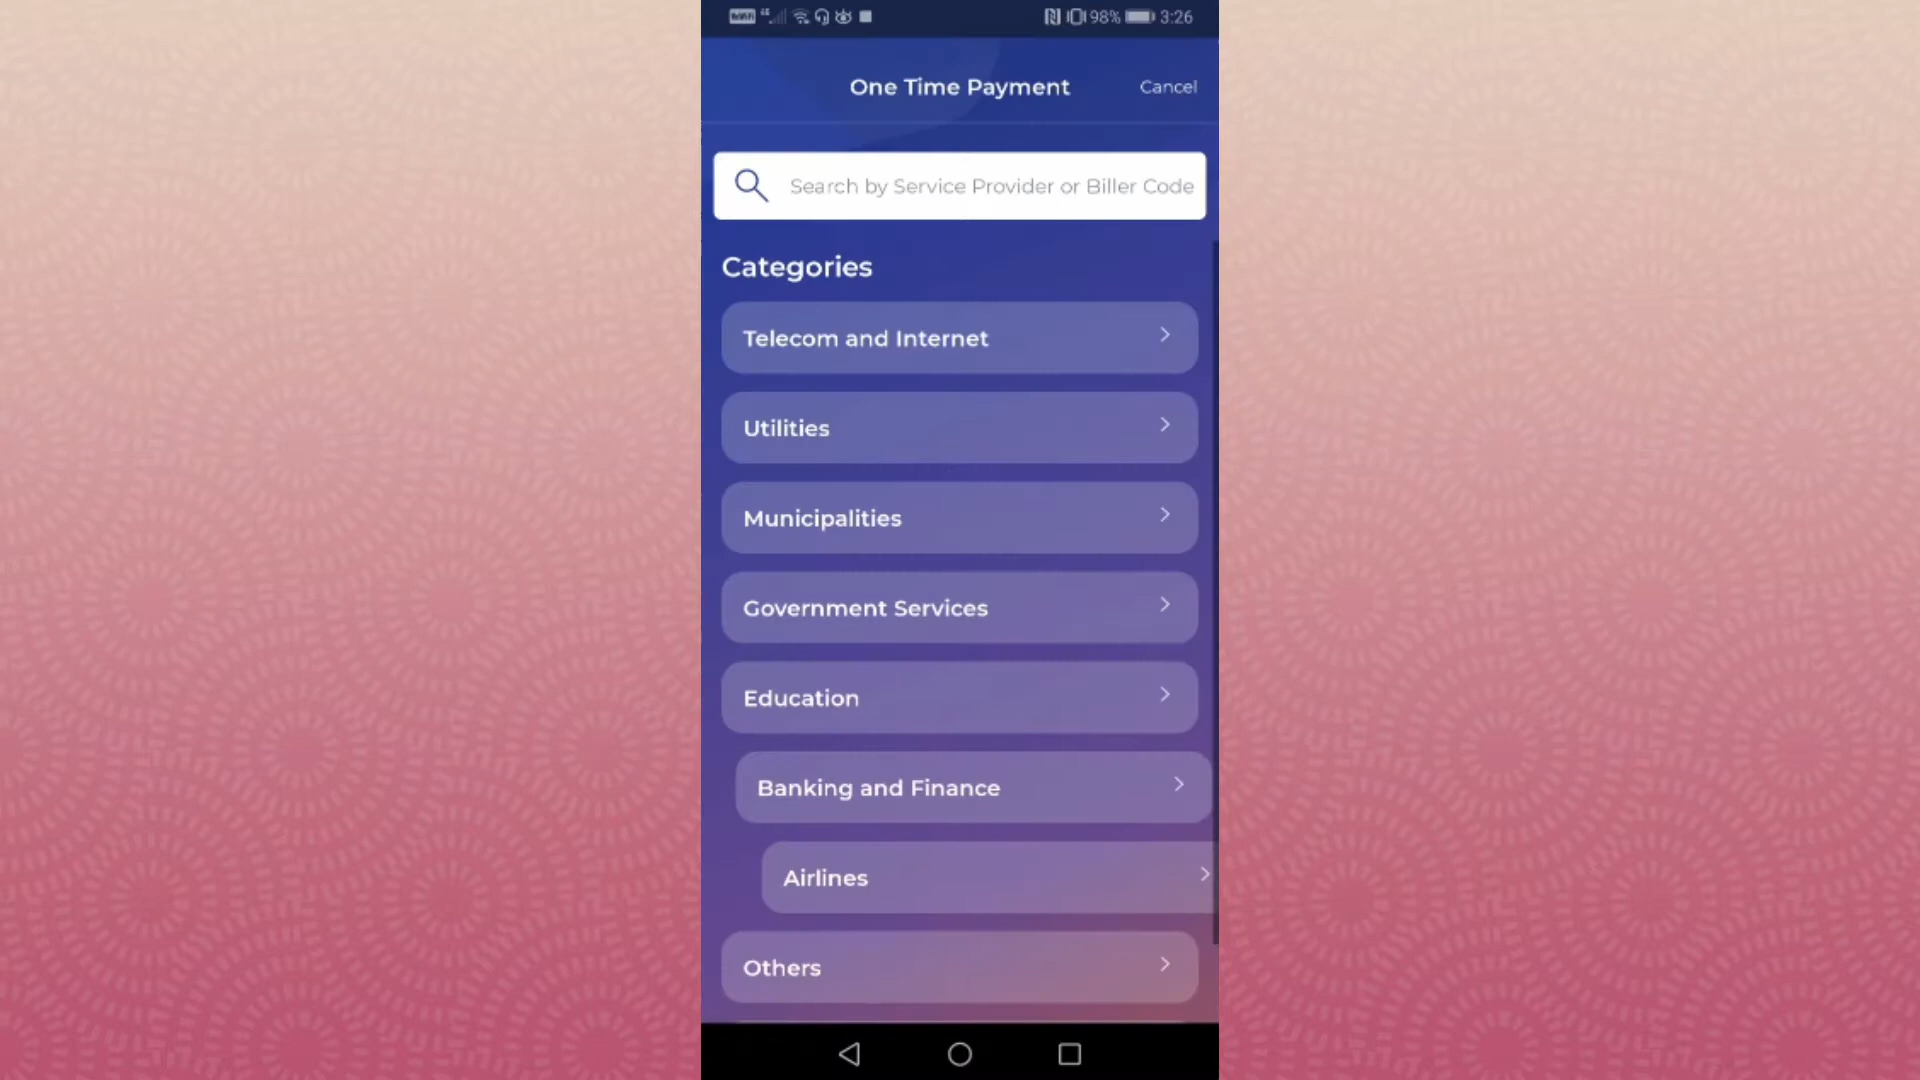 98% 3:26
One Time Payment Cancel
Search by Service Provider or Biller Code
Categories
Telecom and Internet
Utilities
Municipalities
Government Services
Education
Banking and Finance
Airlines
Others